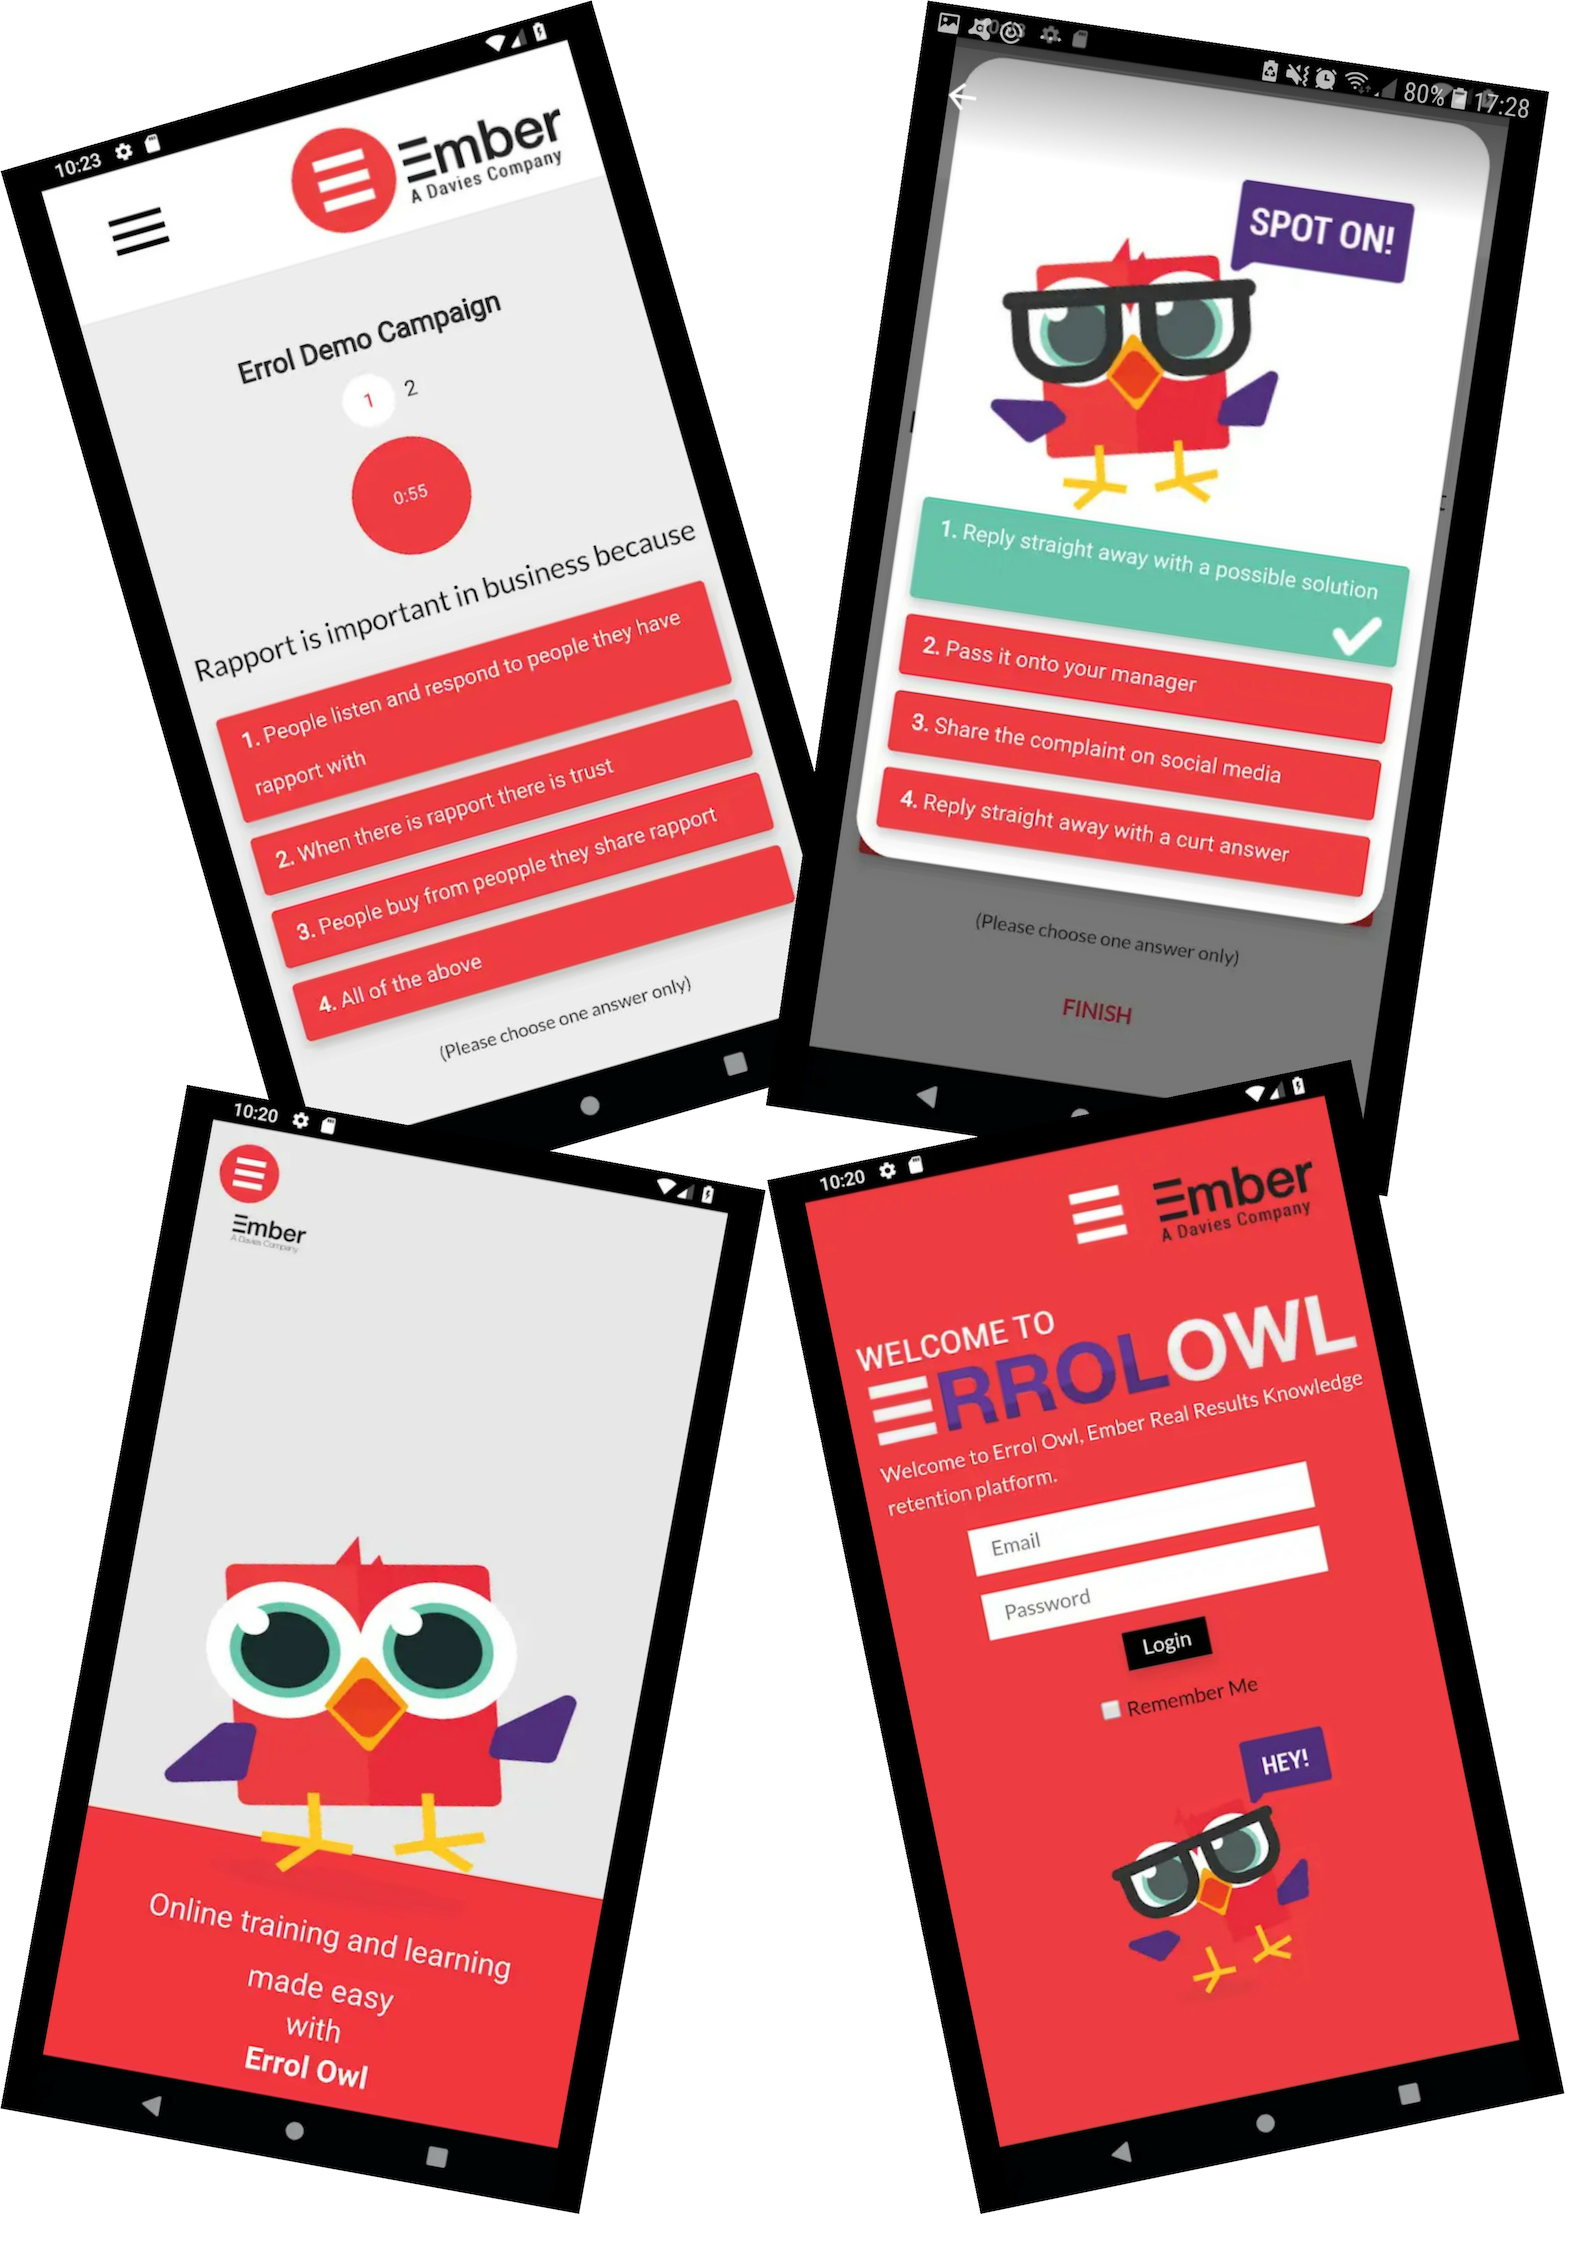 10:23
Ember
A Davies Company
Errol Demo Campaign
1 2
0:55
Rapport is important in business because
1. People listen and respond to people they have
rapport with
2. When there is rapport there is trust
3. People buy from peopple they share rapport
4. All of the above
(Please choose one answer only)
80% 17:28
SPOT ON!
1. Reply straight away with a possible solution
2. Pass it onto your manager
3. Share the complaint on social media
4. Reply straight away with a curt answer
(Please choose one answer only)
FINISH
10:20
Ember
A Davies Company
Online training and learning
made easy
with
Errol Owl
10:20
Ember
A Davies Company
WELCOME TO
ERROLOWL
Welcome to Errol Owl, Ember Real Results Knowledge
retention platform.
Email
Password
Login
Remember Me
HEY!